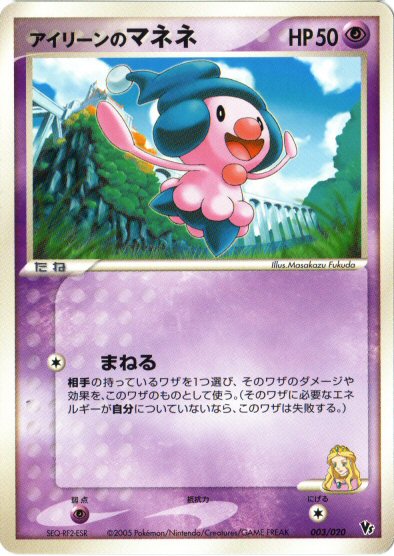 アイリーンのマネネ HP50
たね Illus.Masakazu Fukuda
まねる
相手の持っているワザを1つ選び、そのワザのダメージや
効果を、このワザのものとして使う。(そのワザに必要なエネ
ルギーが自分についていないなら、このワザは失敗する。)
弱点 抵抗力 にげる
SEQ-RF2-ESR ©2005 Pokémon/Nintendo/Creatures/GAME FREAK 003/020 VS